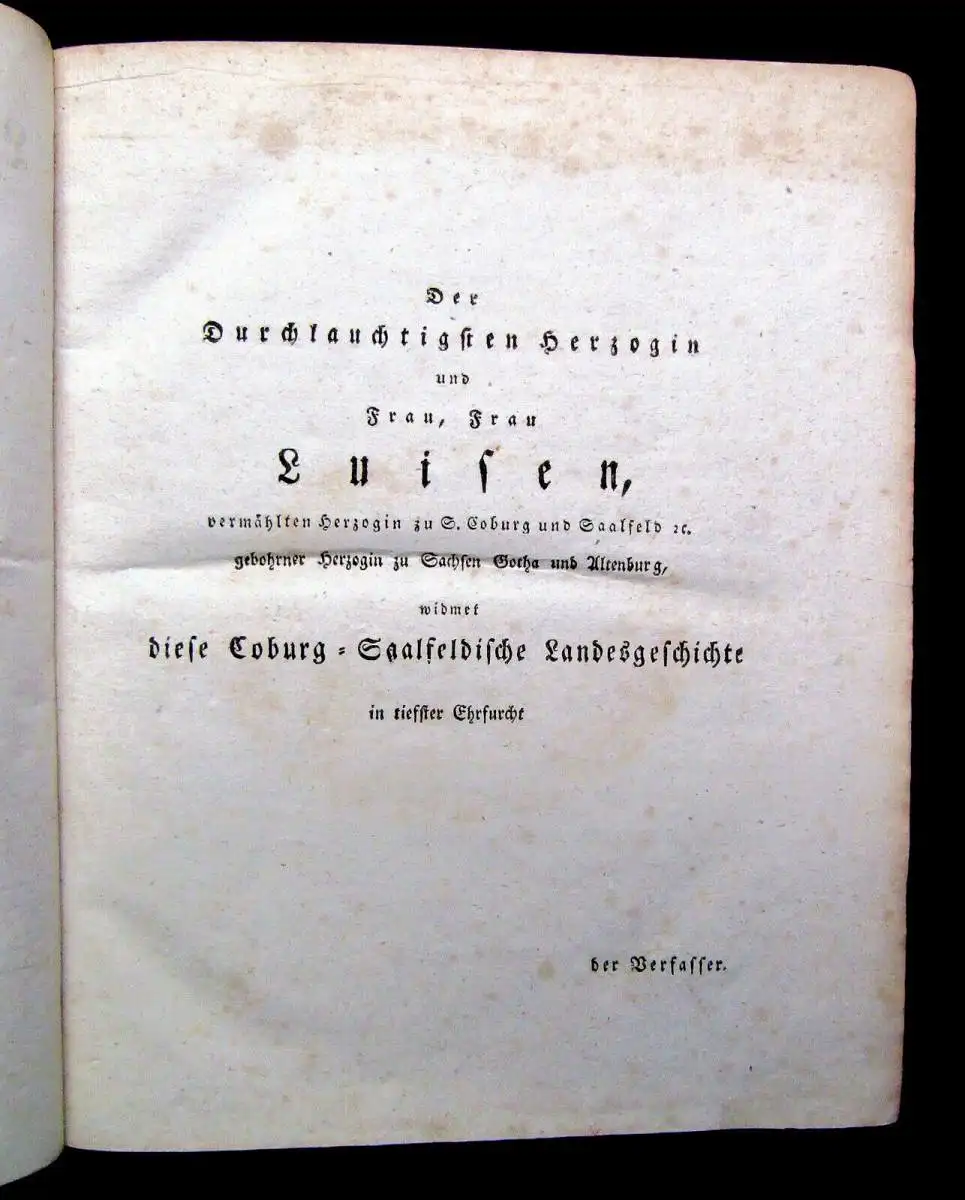 Der
Durchlauchtigſten Herzogin
und
Frau, Frau
Luiſen,
vermählten Herzogin zu S. Coburg und Saalfeld ꝛc.
gebohrner Herzogin zu Sachſen Gotha und Altenburg,
widmet
dieſe Coburg-Saalfeldiſche Landesgeſchichte
in tiefſter Ehrfurcht
der Verfaſſer.